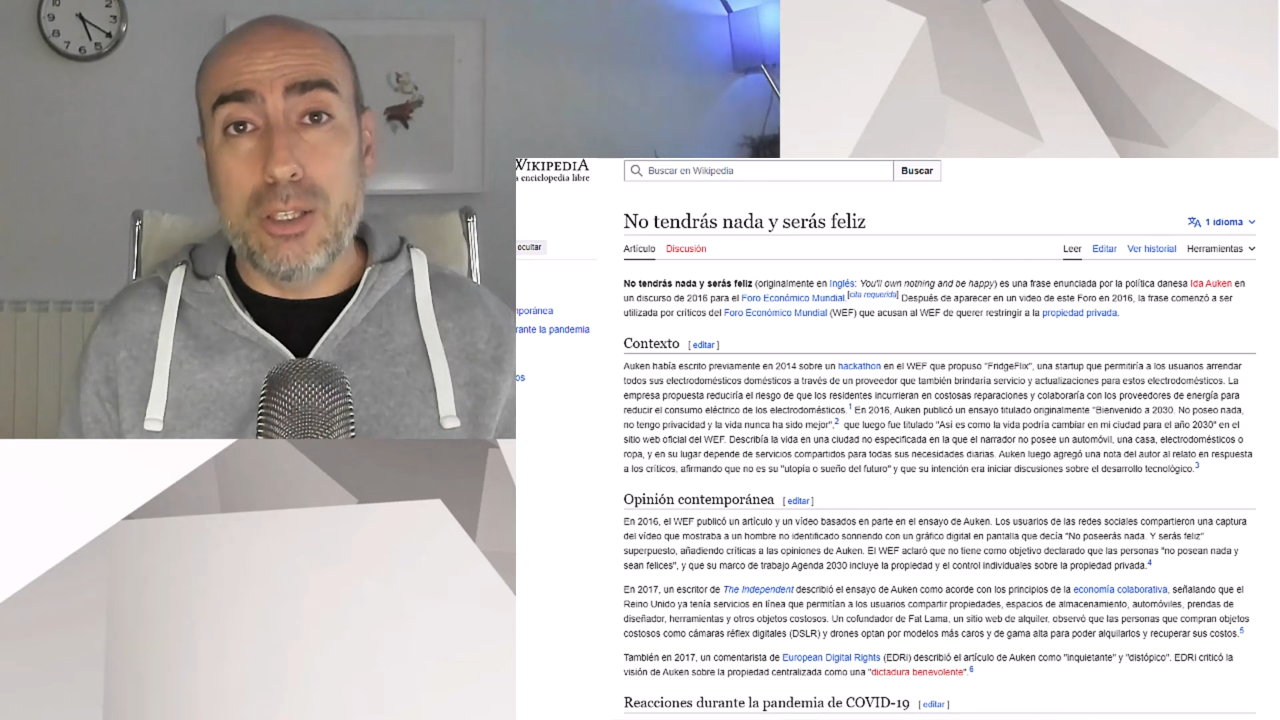 WIKIPEDIA
a enciclopedia libre
Buscar en Wikipedia
Buscar
ocultar
No tendrás nada y serás feliz
1 idioma
Artículo Discusión
Leer Editar Ver historial Herramientas
No tendrás nada y serás feliz (originalmente en Inglés: You'll own nothing and be happy) es una frase enunciada por la política danesa Ida Auken en
un discurso de 2016 para el Foro Económico Mundial.[cita requerida] Después de aparecer en un video de este Foro en 2016, la frase comenzó a ser
utilizada por críticos del Foro Económico Mundial (WEF) que acusan al WEF de querer restringir a la propiedad privada.
mporánea
rante la pandemia
os
Contexto [ editar ]
Auken había escrito previamente en 2014 sobre un hackathon en el WEF que propuso "FridgeFlix", una startup que permitiría a los usuarios arrendar
todos sus electrodomésticos domésticos a través de un proveedor que también brindaría servicio y actualizaciones para estos electrodomésticos. La
empresa propuesta reduciría el riesgo de que los residentes incurrieran en costosas reparaciones y colaboraría con los proveedores de energía para
reducir el consumo eléctrico de los electrodomésticos.1 En 2016, Auken publicó un ensayo titulado originalmente "Bienvenido a 2030. No poseo nada,
no tengo privacidad y la vida nunca ha sido mejor",2 que luego fue titulado "Así es como la vida podría cambiar en mi ciudad para el año 2030" en el
sitio web oficial del WEF. Describía la vida en una ciudad no especificada en la que el narrador no posee un automóvil, una casa, electrodomésticos o
ropa, y en su lugar depende de servicios compartidos para todas sus necesidades diarias. Auken luego agregó una nota del autor al relato en respuesta
a los críticos, afirmando que no es su "utopía o sueño del futuro" y que su intención era iniciar discusiones sobre el desarrollo tecnológico.3
Opinión contemporánea [ editar ]
En 2016, el WEF publicó un artículo y un vídeo basados en parte en el ensayo de Auken. Los usuarios de las redes sociales compartieron una captura
del vídeo que mostraba a un hombre no identificado sonriendo con un gráfico digital en pantalla que decía "No poseerás nada. Y serás feliz"
superpuesto, añadiendo críticas a las opiniones de Auken. El WEF aclaró que no tiene como objetivo declarado que las personas "no posean nada y
sean felices", y que su marco de trabajo Agenda 2030 incluye la propiedad y el control individuales sobre la propiedad privada.4
En 2017, un escritor de The Independent describió el ensayo de Auken como acorde con los principios de la economía colaborativa, señalando que el
Reino Unido ya tenía servicios en línea que permitían a los usuarios compartir propiedades, espacios de almacenamiento, automóviles, prendas de
diseñador, herramientas y otros objetos costosos. Un cofundador de Fat Lama, un sitio web de alquiler, observó que las personas que compran objetos
costosos como cámaras réflex digitales (DSLR) y drones optan por modelos más caros y de gama alta para poder alquilarlos y recuperar sus costos.5
También en 2017, un comentarista de European Digital Rights (EDRi) describió el artículo de Auken como "inquietante" y "distópico". EDRi criticó la
visión de Auken sobre la propiedad centralizada como una "dictadura benevolente".6
Reacciones durante la pandemia de COVID-19 [ editar ]